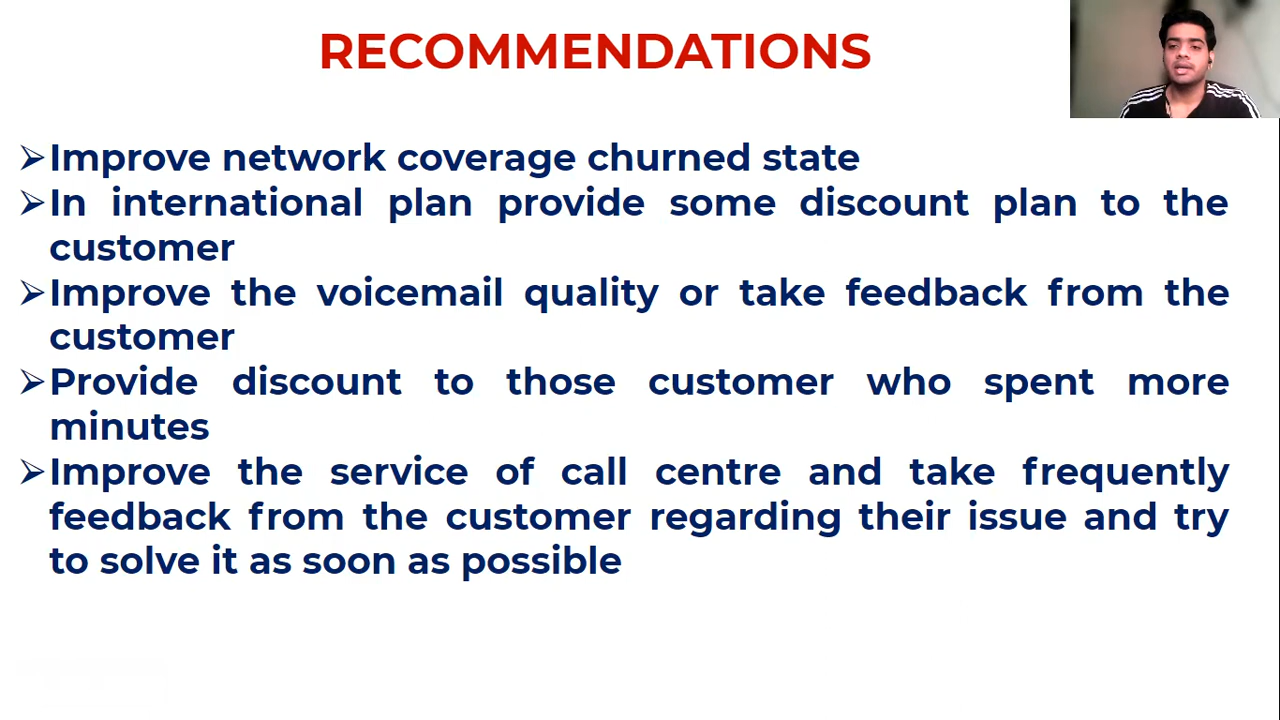 RECOMMENDATIONS
➢Improve network coverage churned state
➢In international plan provide some discount plan to the
customer
➢Improve the voicemail quality or take feedback from the
customer
➢Provide discount to those customer who spent more
minutes
➢Improve the service of call centre and take frequently
feedback from the customer regarding their issue and try
to solve it as soon as possible